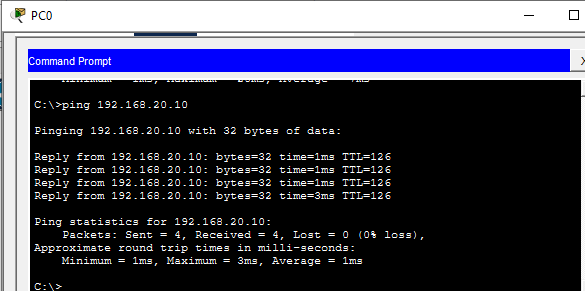 PC0
Command Prompt
X
C:\>ping 192.168.20.10
Pinging 192.168.20.10 with 32 bytes of data:
Reply from 192.168.20.10: bytes=32 time=1ms TTL=126
Reply from 192.168.20.10: bytes=32 time=1ms TTL=126
Reply from 192.168.20.10: bytes=32 time=1ms TTL=126
Reply from 192.168.20.10: bytes=32 time=3ms TTL=126
Ping statistics for 192.168.20.10:
Packets: Sent = 4, Received = 4, Lost = 0 (0% loss),
Approximate round trip times in milli-seconds:
Minimum = 1ms, Maximum = 3ms, Average = 1ms
C:\>